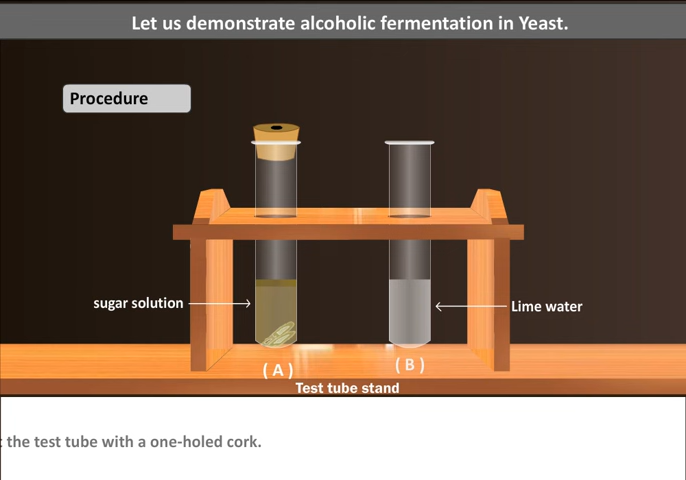 Let us demonstrate alcoholic fermentation in Yeast.
Procedure
sugar solution
Lime water
( A )
( B )
Test tube stand
the test tube with a one-holed cork.